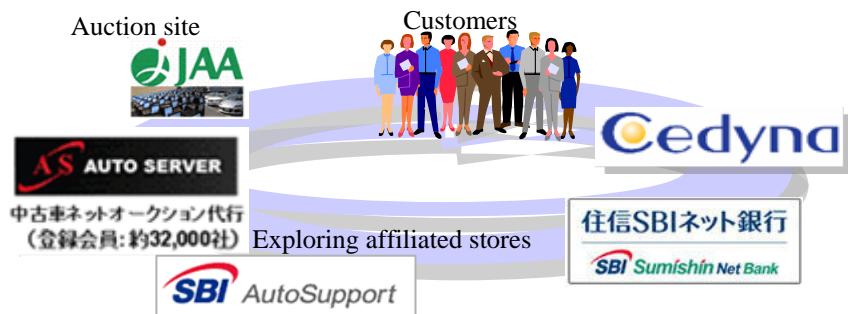 Auction site
Customers
JAA
Cedyna
AS AUTO SERVER
中古車ネットオークション代行
（登録会員：約32,000社）
Exploring affiliated stores
住信SBIネット銀行
SBI Sumishin Net Bank
SBI AutoSupport